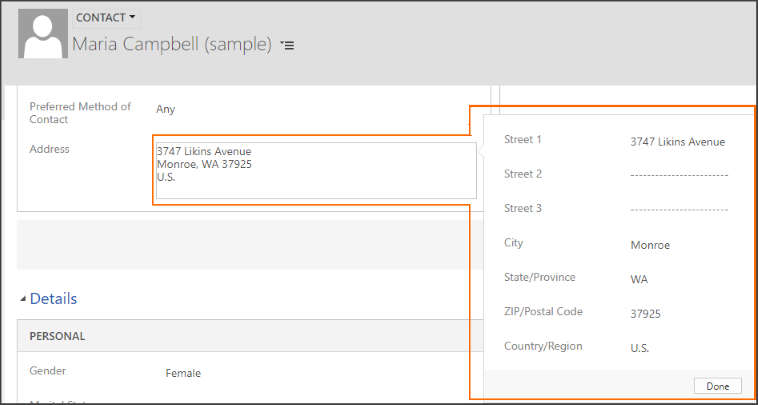 CONTACT
Maria Campbell (sample)
Preferred Method of
Contact
Any
Address
3747 Likins Avenue
Monroe, WA 37925
U.S.
Street 1
3747 Likins Avenue
Street 2
------------------------
Street 3
------------------------
City
Monroe
State/Province
WA
ZIP/Postal Code
37925
Country/Region
U.S.
Done
Details
PERSONAL
Gender
Female